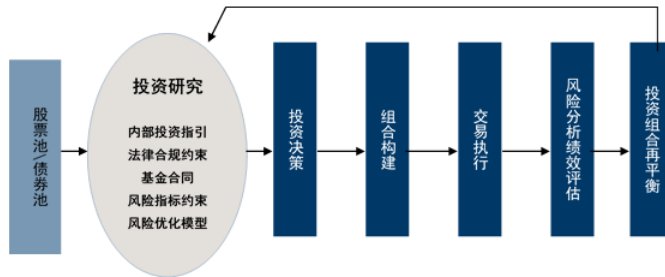 股票池\债券池
投资研究
内部投资指引
法律合规约束
基金合同
风险指标约束
风险优化模型
投资决策
组合构建
交易执行
风险分析绩效评估
投资组合再平衡